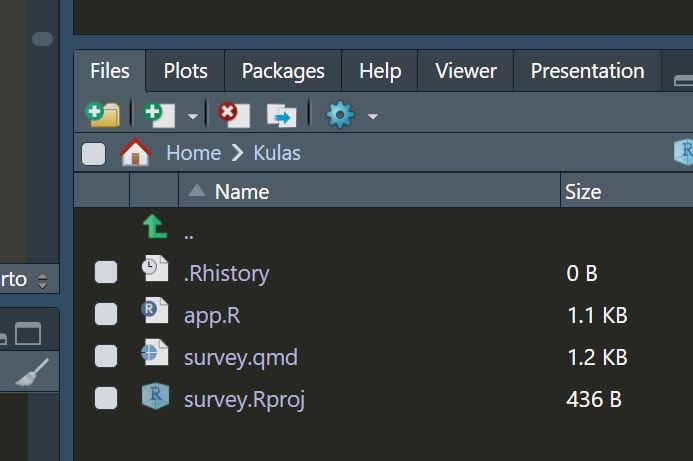 Files Plots Packages Help Viewer Presentation
Home Kulas
Name Size
..
.Rhistory 0 B
rto
app.R 1.1 KB
survey.qmd 1.2 KB
survey.Rproj 436 B